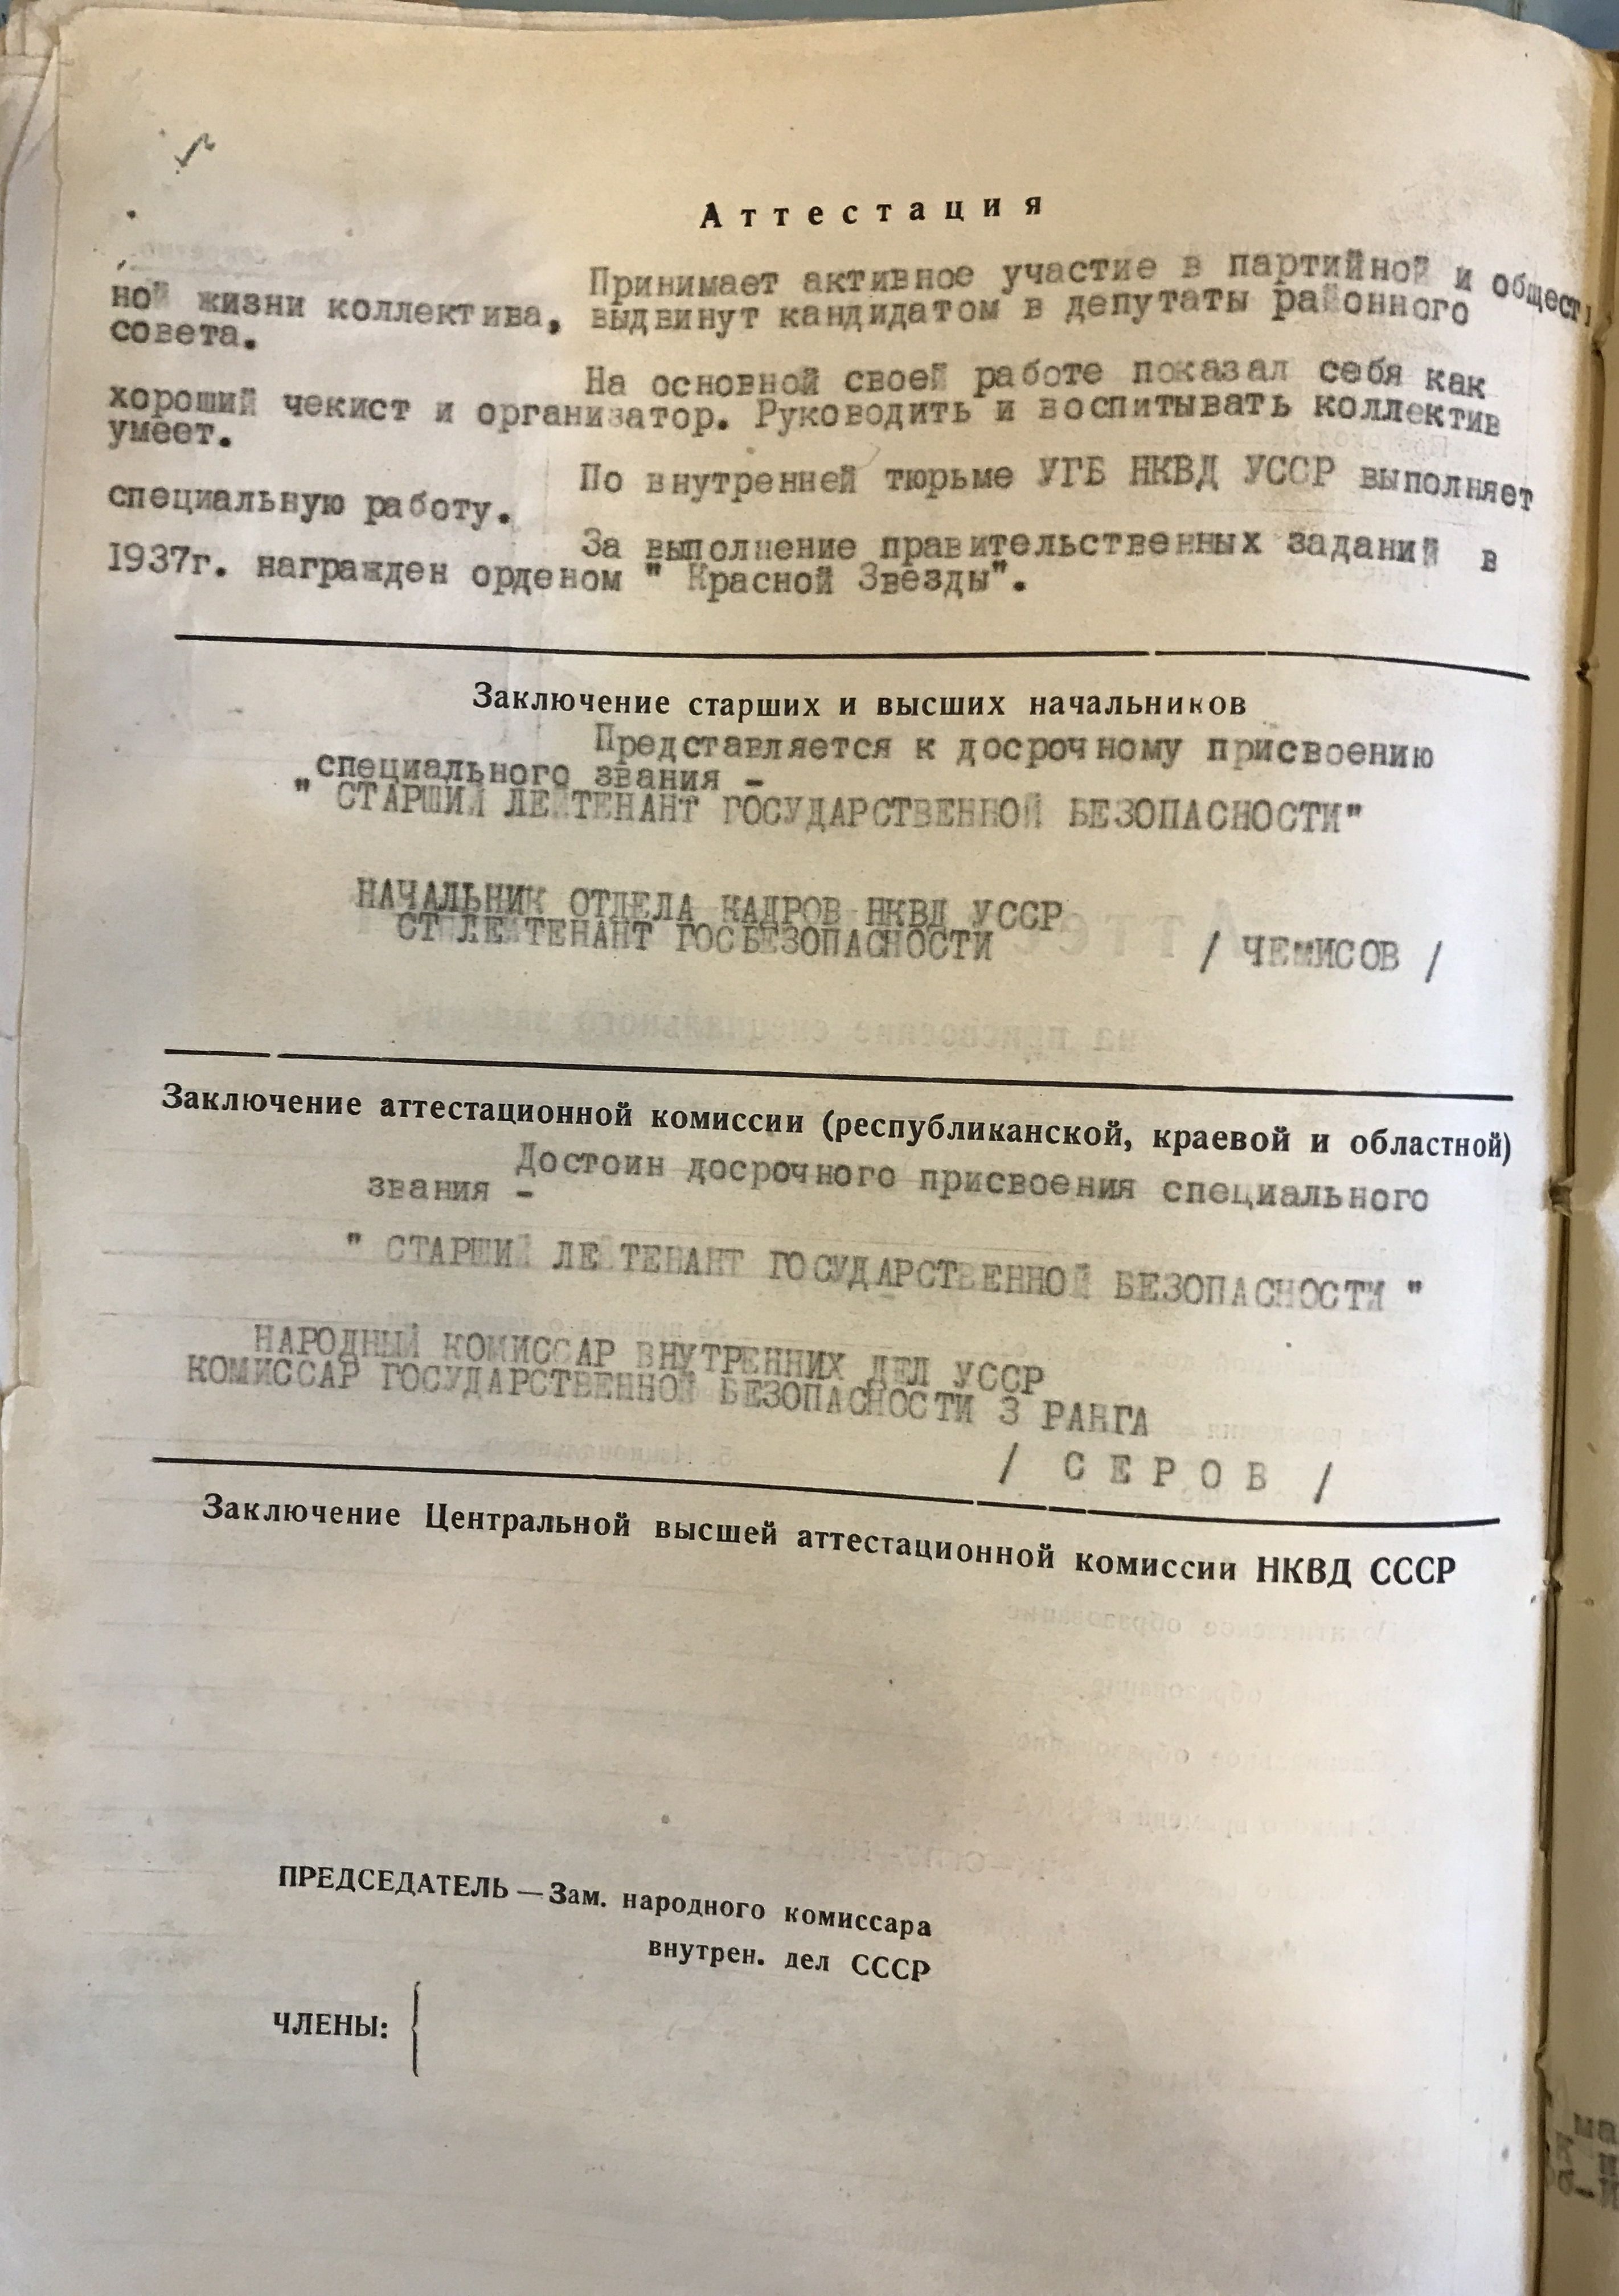 Аттестация
Принимает активное участие в партийной и общест
ной жизни коллектива, выдвинут кандидатом в депутаты районного
совета.
На основной своей работе показал себя как
хороший чекист и организатор. Руководить и воспитывать коллектив
умеет.
По внутренней тюрьме УГБ НКВД УССР выполняет
специальную работу.
За выполнение правительственных заданий в
1937г. награжден орденом " Красной Звезды".
Заключение старших и высших начальников
Представляется к досрочному присвоению
специального звания -
" СТАРШИЙ ЛЕЙТЕНАНТ ГОСУДАРСТВЕННОЙ БЕЗОПАСНОСТИ"
НАЧАЛЬНИК ОТДЕЛА КАДРОВ НКВД УССР
СТ ЛЕЙТЕНАНТ ГОСБЕЗОПАСНОСТИ
/ ЧЕМИСОВ /
Заключение аттестационной комиссии (республиканской, краевой и областной)
Достоин досрочного присвоения специального
звания -
" СТАРШИЙ ЛЕЙТЕНАНТ ГОСУДАРСТВЕННОЙ БЕЗОПАСНОСТИ "
НАРОДНЫЙ КОМИССАР ВНУТРЕННИХ ДЕЛ УССР
КОМИССАР ГОСУДАРСТВЕННОЙ БЕЗОПАСНОСТИ 3 РАНГА
/ СЕРОВ /
Заключение Центральной высшей аттестационной комиссии НКВД СССР
ПРЕДСЕДАТЕЛЬ — Зам. народного комиссара
внутрен. дел СССР
ЧЛЕНЫ: